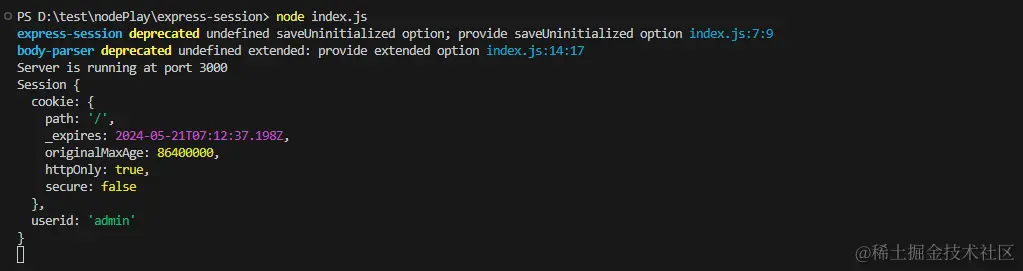 PS D:\test\nodePlay\express-session> node index.js
express-session deprecated undefined saveUninitialized option; provide saveUninitialized option index.js:7:9
body-parser deprecated undefined extended: provide extended option index.js:14:17
Server is running at port 3000
Session {
  cookie: {
    path: '/',
    _expires: 2024-05-21T07:12:37.198Z,
    originalMaxAge: 86400000,
    httpOnly: true,
    secure: false
  },
  userid: 'admin'
}
@稀土掘金技术社区